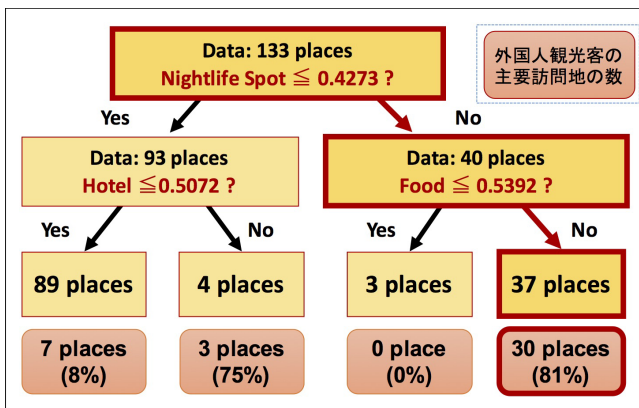 Data: 133 places
Nightlife Spot ≦ 0.4273 ?
外国人観光客の
主要訪問地の数
Yes
No
Data: 93 places
Hotel ≦0.5072 ?
Data: 40 places
Food ≦ 0.5392 ?
Yes
No
Yes
No
89 places
4 places
3 places
37 places
7 places
(8%)
3 places
(75%)
0 place
(0%)
30 places
(81%)